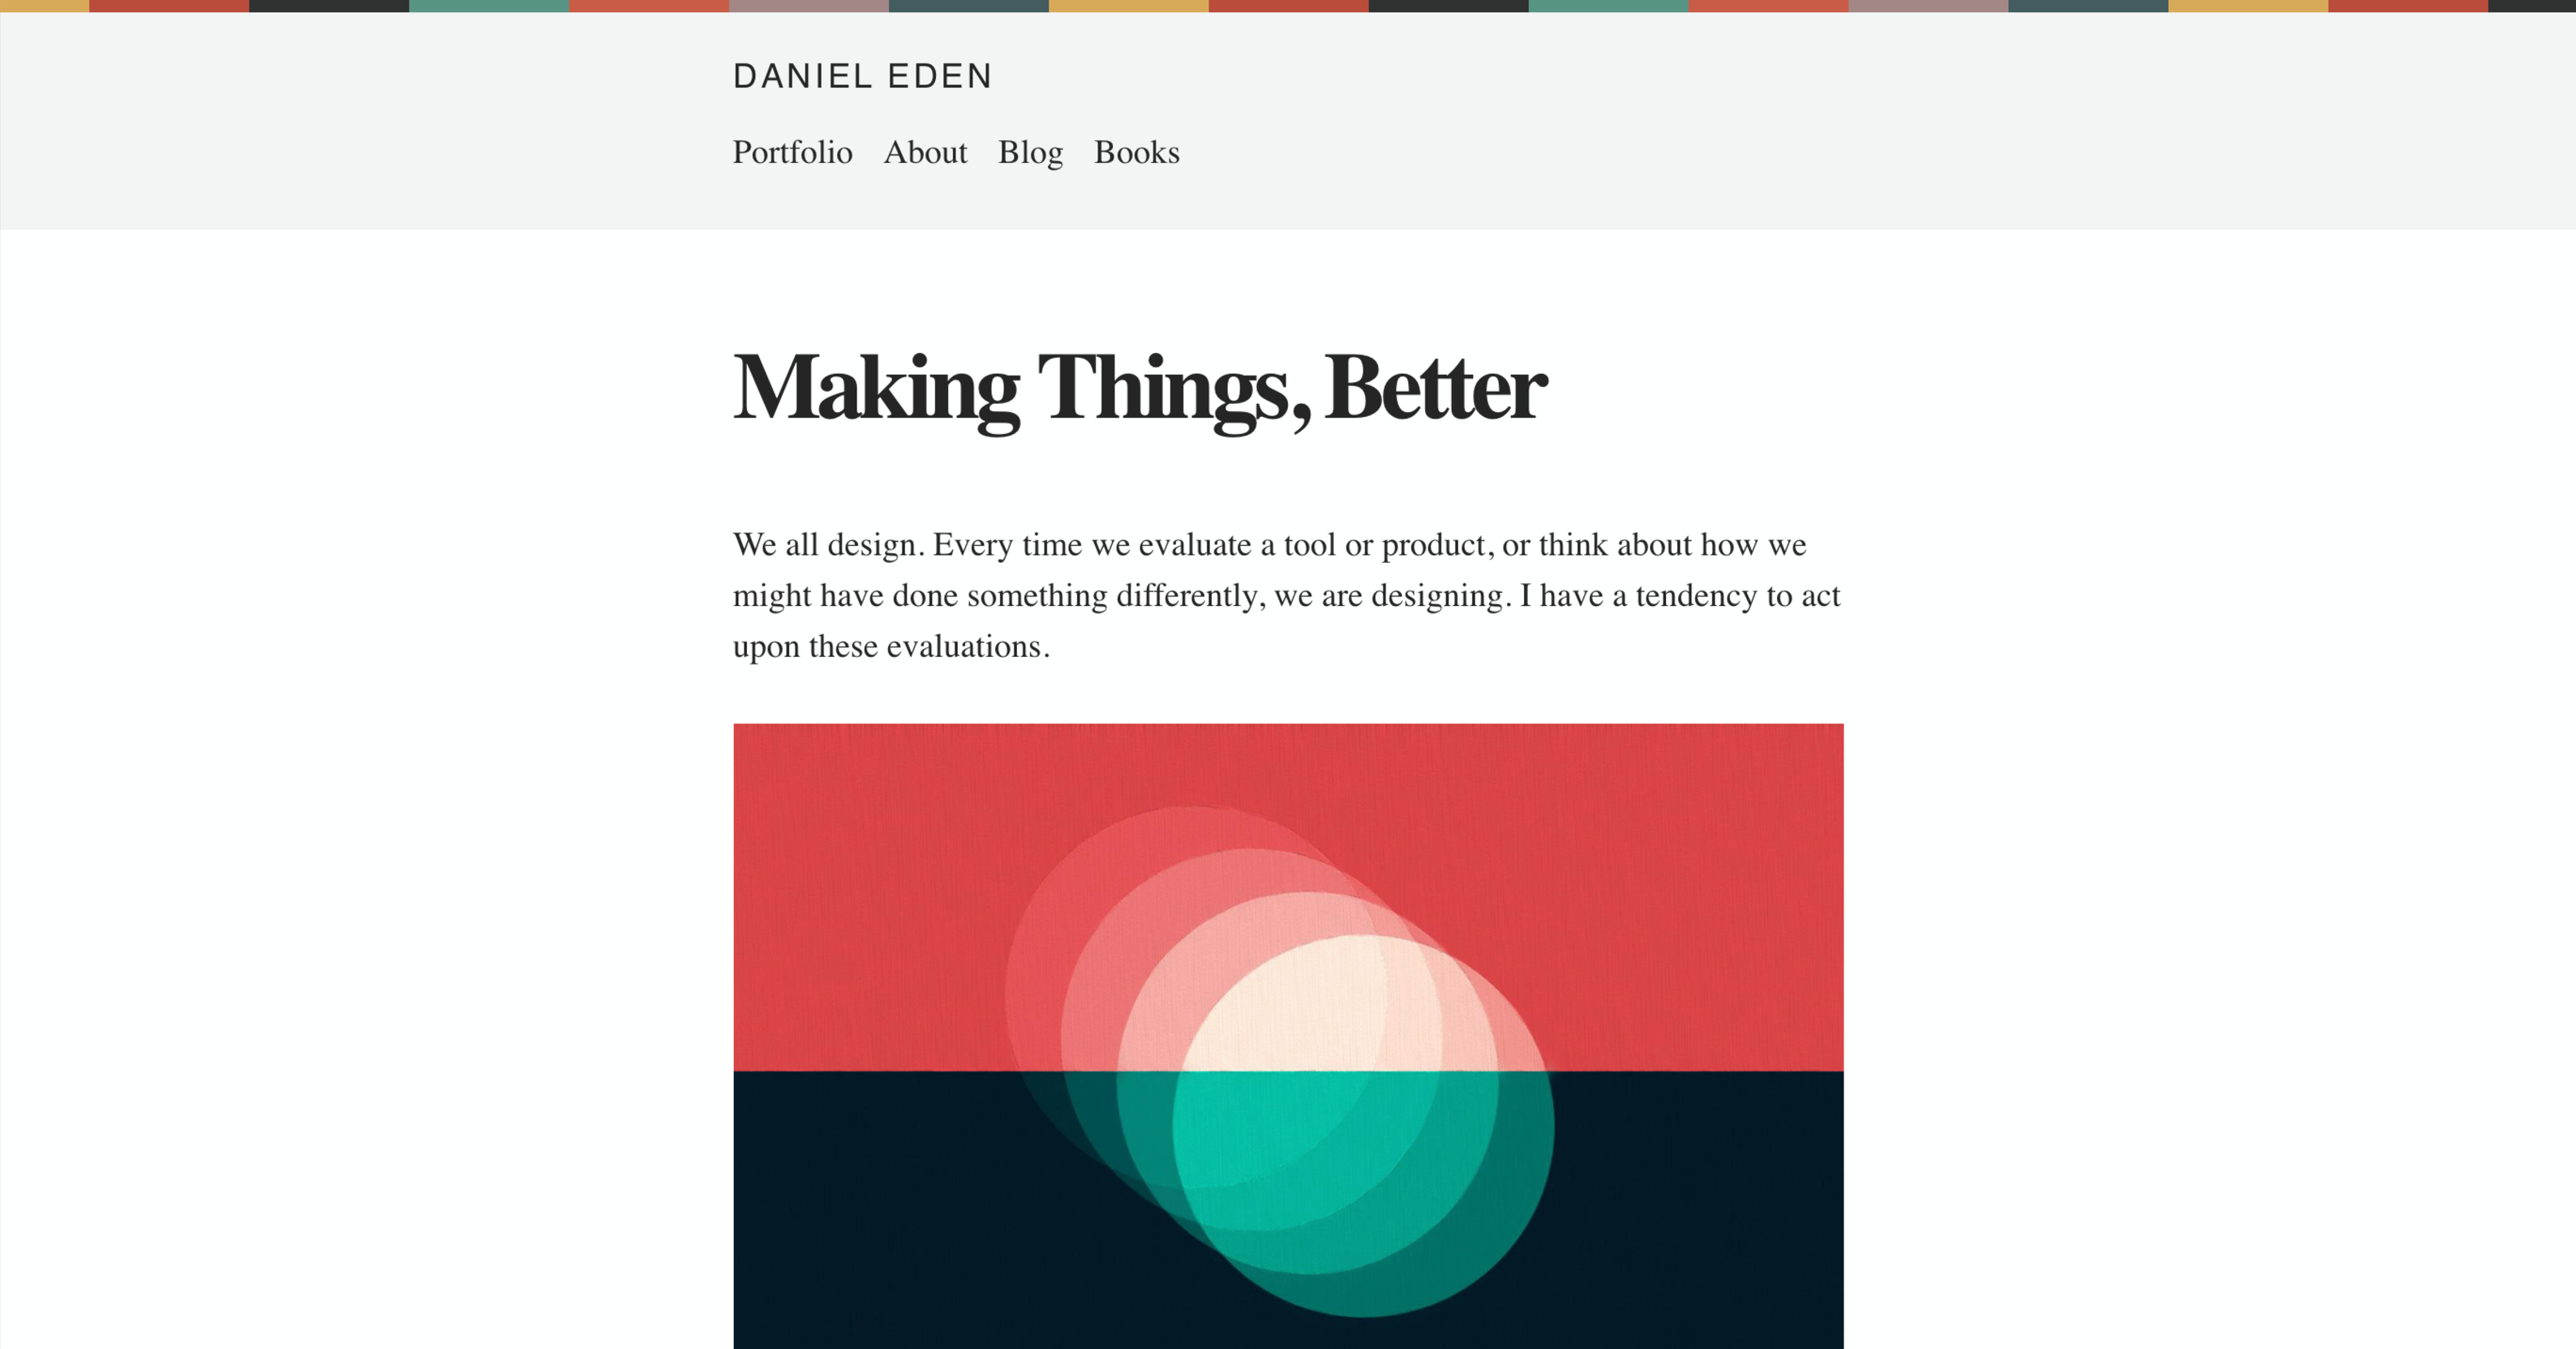 DANIEL EDEN
Portfolio About Blog Books
Making Things, Better
We all design. Every time we evaluate a tool or product, or think about how we
might have done something differently, we are designing. I have a tendency to act
upon these evaluations.